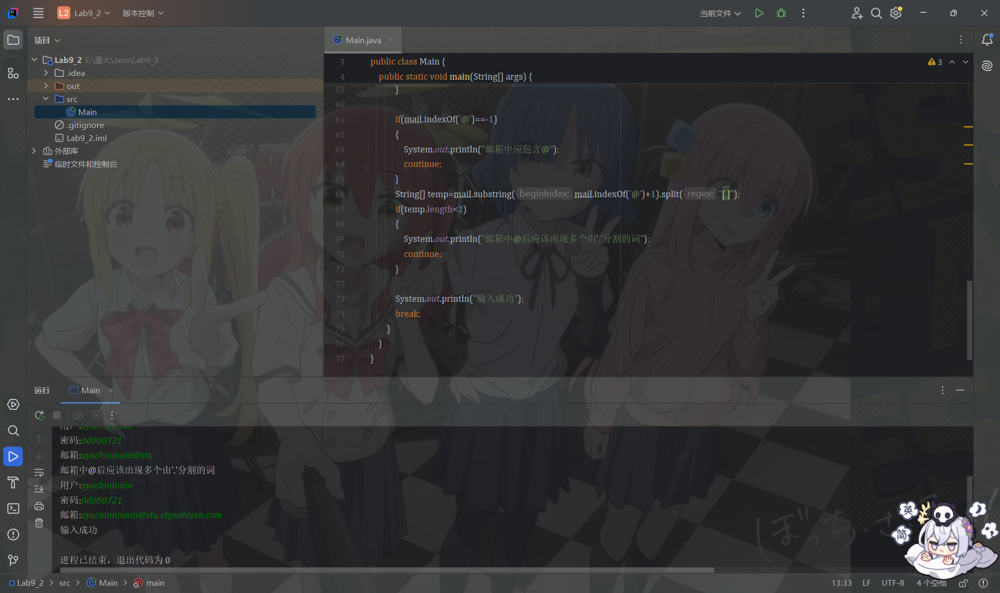 L2 Lab9_2 版本控制 当前文件
项目
Lab9_2 E:\厦大\Java\Lab9_2
.idea
out
src
Main
.gitignore
Lab9_2.iml
外部库
临时文件和控制台
Main.java
3 public class Main {
4 public static void main(String[] args) {
3
59 }
60
61 if(mail.indexOf('@')==-1)
62 {
63 System.out.println("邮箱中应包含@");
64 continue;
65 }
66 String[] temp=mail.substring( beginIndex: mail.indexOf('@')+1).split( regex: "[.]");
67 if(temp.length<2)
68 {
69 System.out.println("邮箱中@后应该出现多个由'.'分割的词");
70 continue;
71 }
72
73 System.out.println("输入成功");
74 break;
75 }
76 }
77 }
运行 Main
用户:ayachininnin
密码:0d000721
邮箱:ayachininnin@stu
邮箱中@后应该出现多个由'.'分割的词
用户:ayachininnin
密码:0d000721
邮箱:ayachinninnin@stu.chyoshizen.com
输入成功
进程已结束，退出代码为 0
ぼっち
英
简
Lab9_2 > src > Main > main
13:33 LF UTF-8 4 个空格